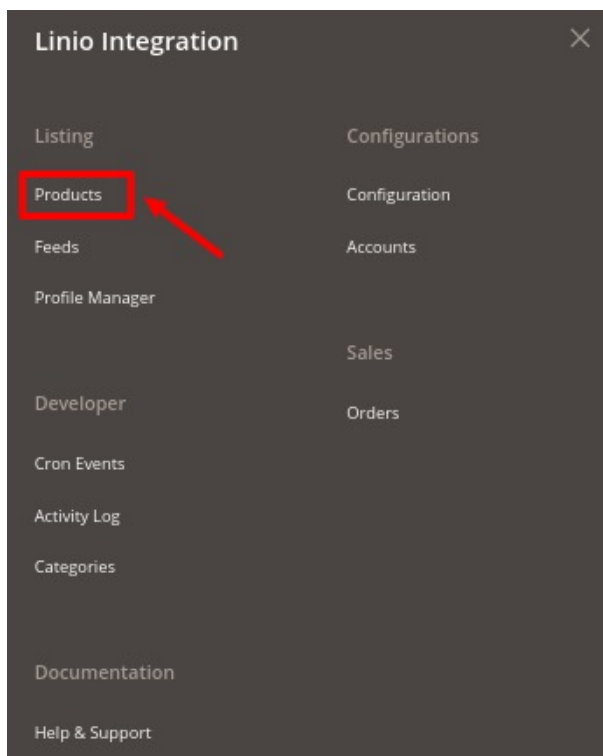 Linio Integration
Listing
Products
Feeds
Profile Manager
Developer
Cron Events
Activity Log
Categories
Documentation
Help & Support
Configurations
Configuration
Accounts
Sales
Orders